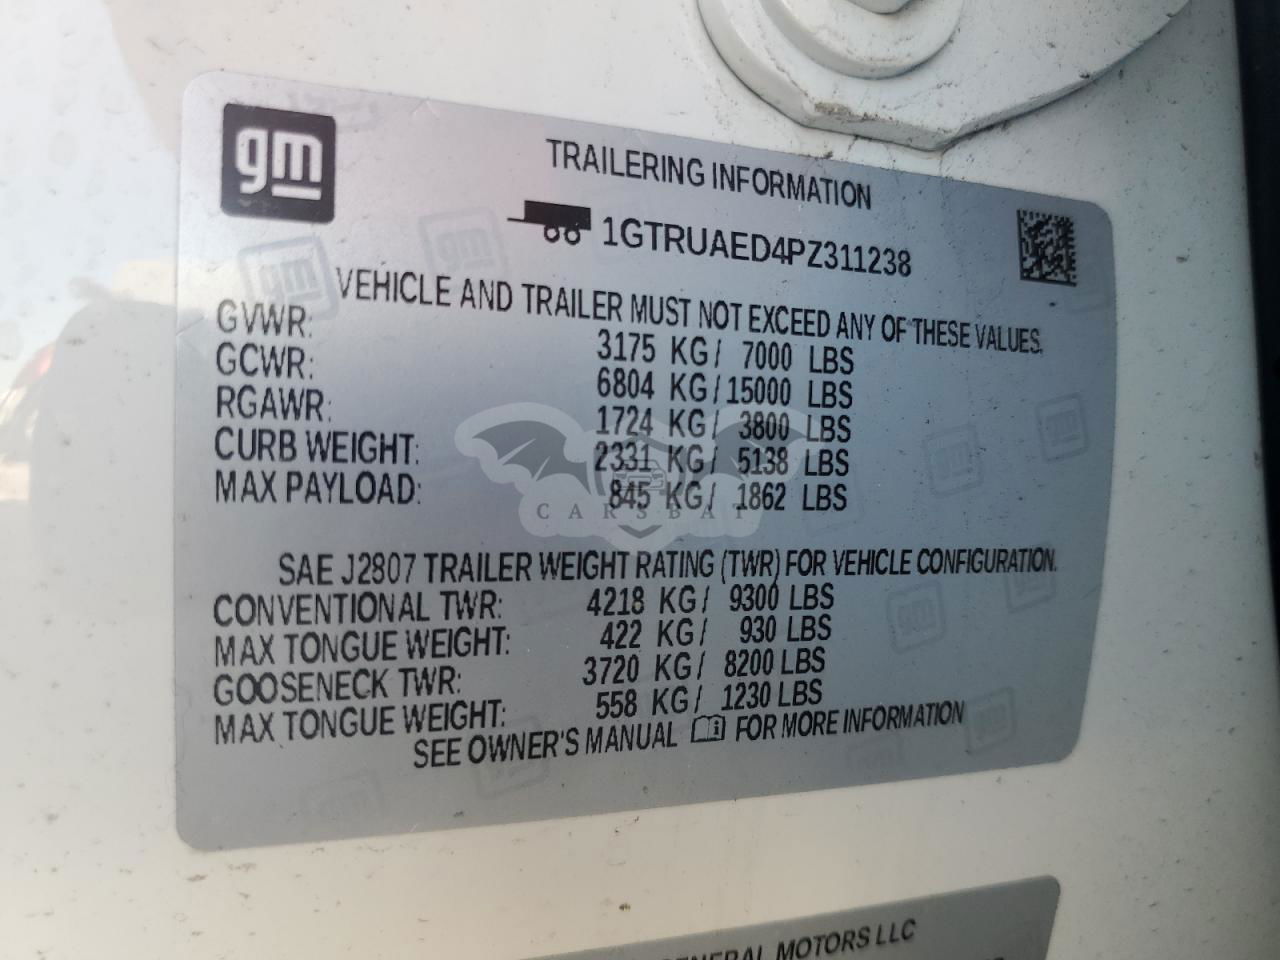 gm
TRAILERING INFORMATION
1GTRUAED4PZ311238
VEHICLE AND TRAILER MUST NOT EXCEED ANY OF THESE VALUES.
GVWR: 3175 KG/ 7000 LBS
GCWR: 6804 KG/ 15000 LBS
RGAWR: 1724 KG/ 3800 LBS
CURB WEIGHT: 2331 KG/ 5138 LBS
MAX PAYLOAD: 845 KG/ 1862 LBS
CARSBAT
SAE J2807 TRAILER WEIGHT RATING (TWR) FOR VEHICLE CONFIGURATION.
CONVENTIONAL TWR: 4218 KG/ 9300 LBS
MAX TONGUE WEIGHT: 422 KG/ 930 LBS
GOOSENECK TWR: 3720 KG/ 8200 LBS
MAX TONGUE WEIGHT: 558 KG/ 1230 LBS
SEE OWNER'S MANUAL FOR MORE INFORMATION
MOTORS LLC